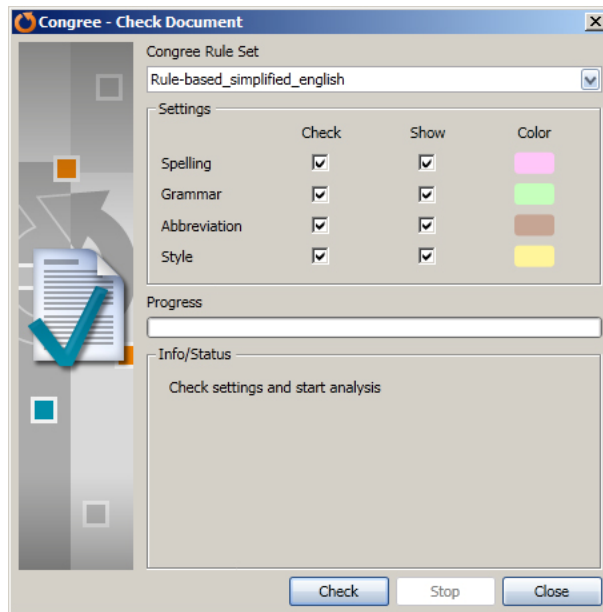 Congree - Check Document
Congree Rule Set
Rule-based_simplified_english
Settings
Check Show Color
Spelling
Grammar
Abbreviation
Style
Progress
Info/Status
Check settings and start analysis
Check Stop Close